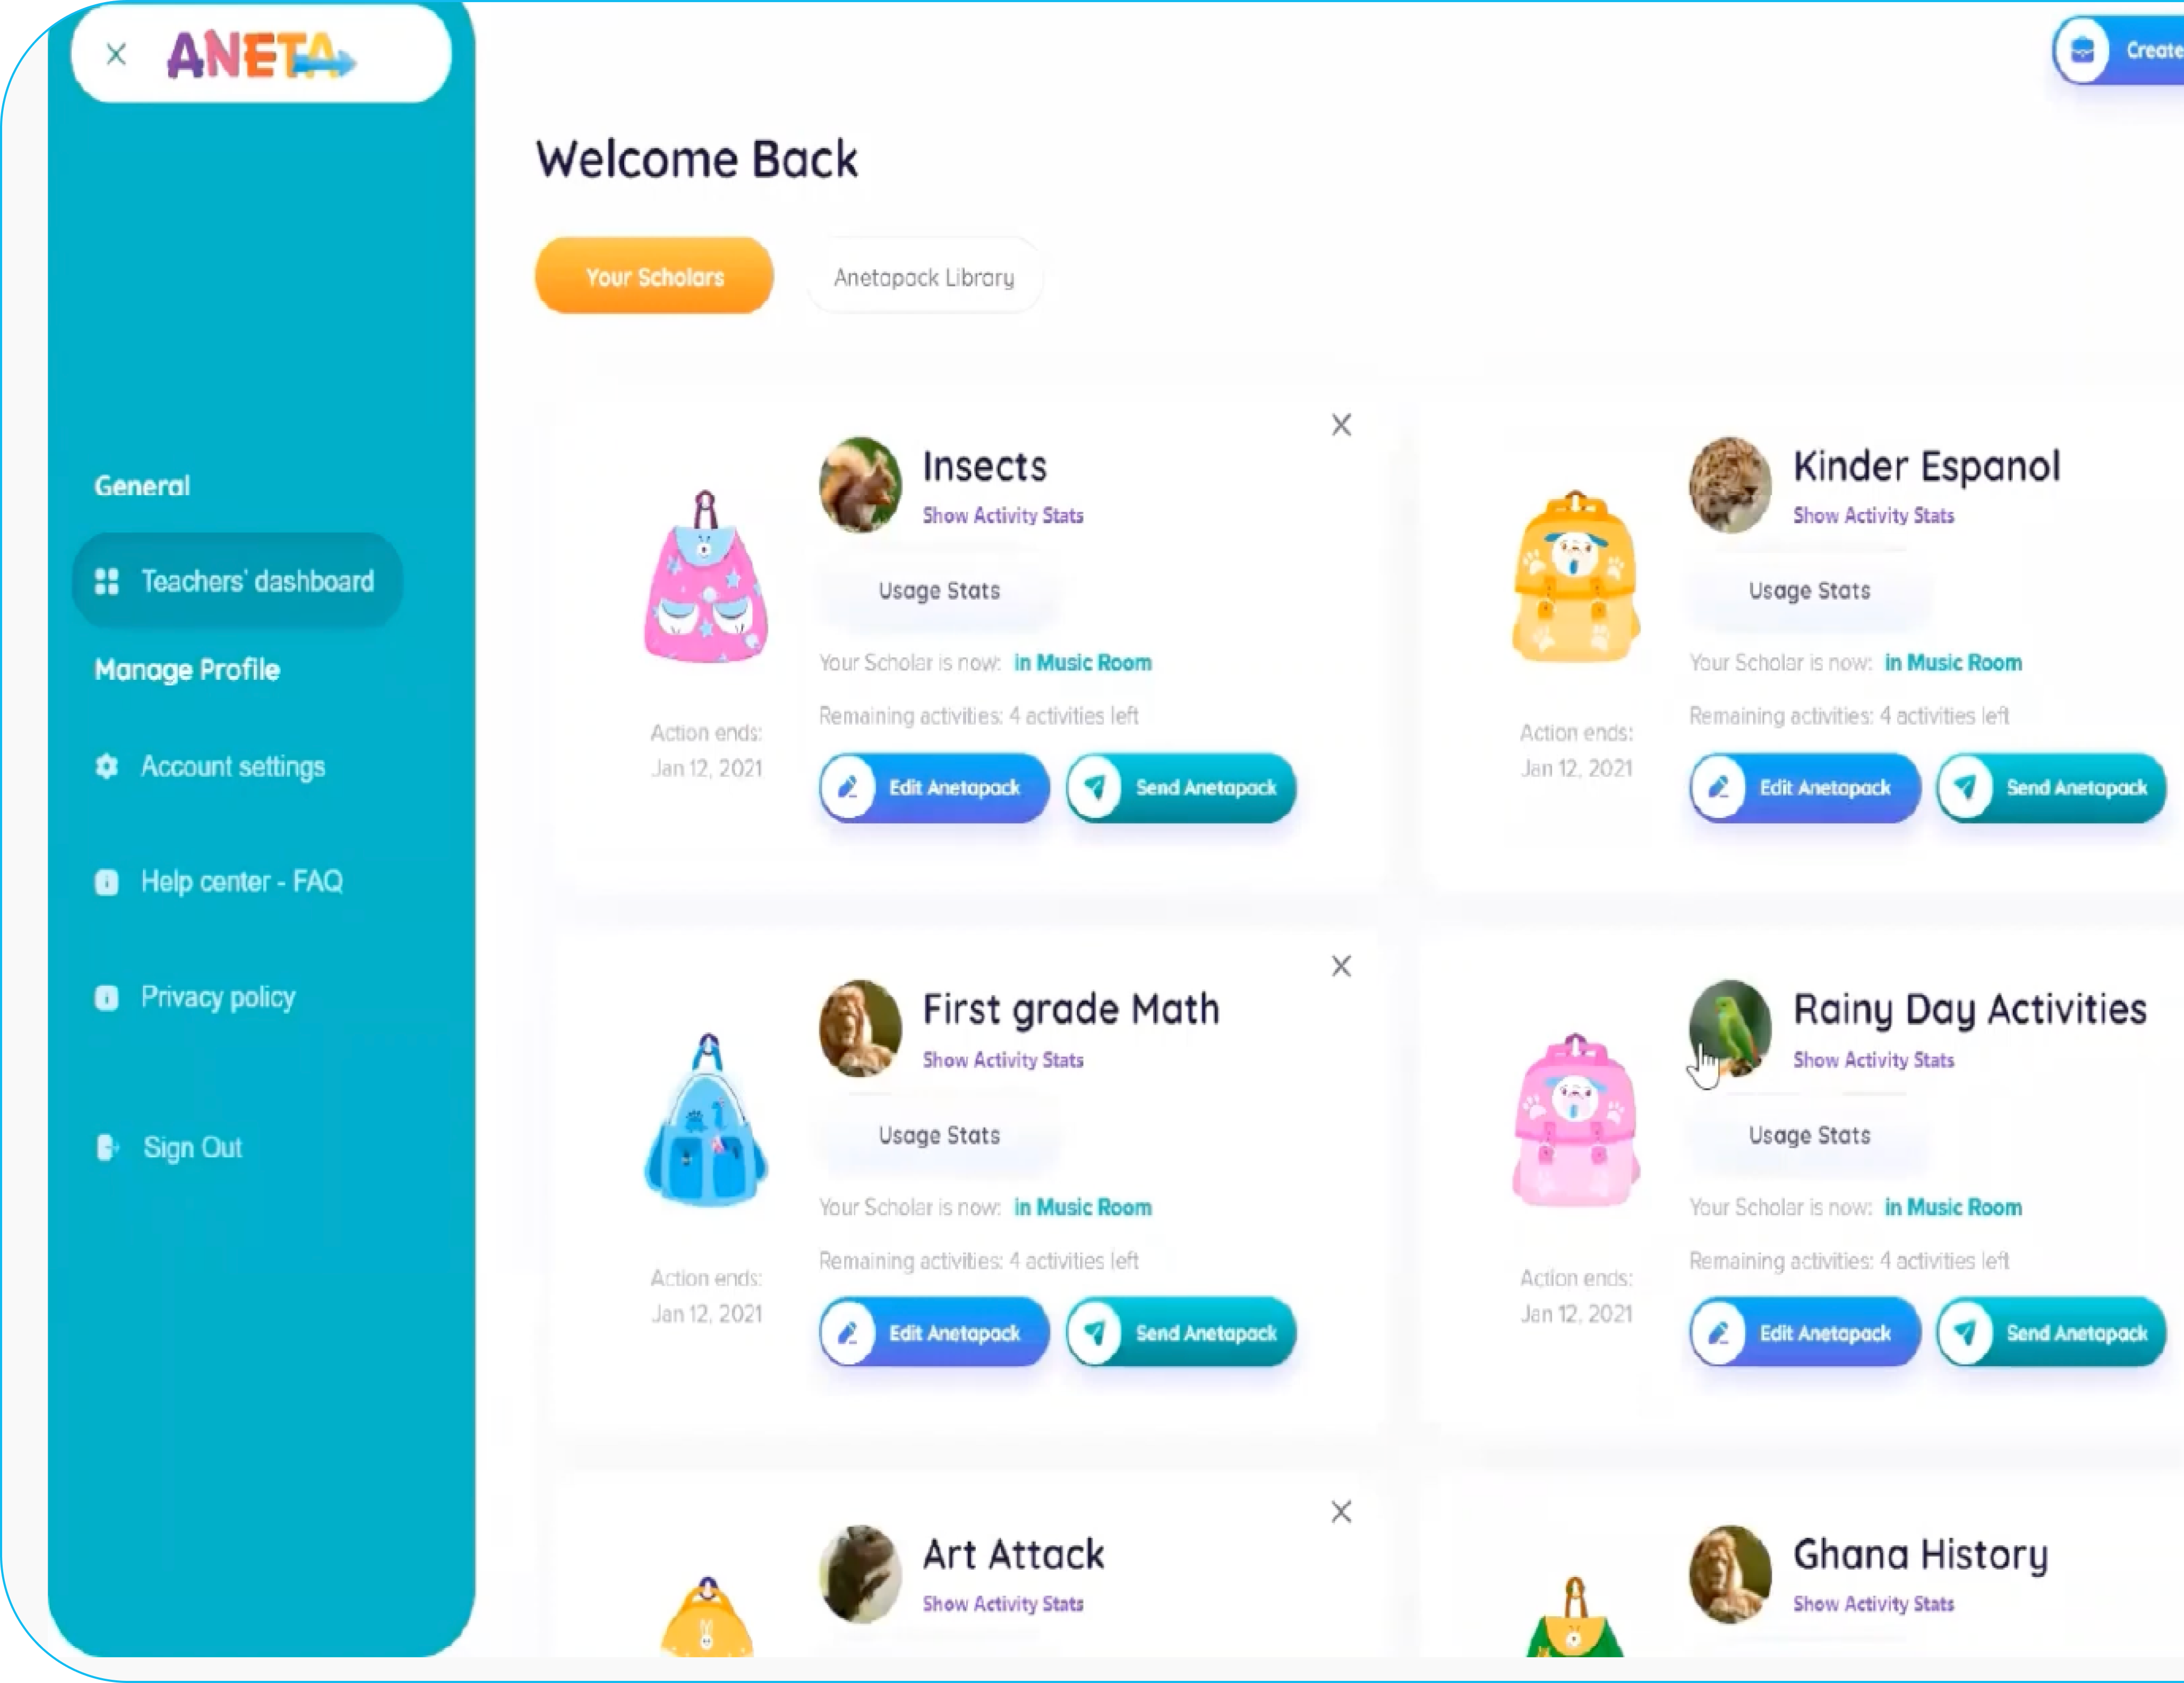 ANETA
Create
Welcome Back
Your Scholars
Anetapack Library
General
Teachers' dashboard
Manage Profile
Account settings
Help center - FAQ
Privacy policy
Sign Out
Insects
Show Activity Stats
Usage Stats
Your Scholar is now: in Music Room
Remaining activities: 4 activities left
Action ends:
Jan 12, 2021
Edit Anetapack
Send Anetapack
Kinder Espanol
Show Activity Stats
Usage Stats
Your Scholar is now: in Music Room
Remaining activities: 4 activities left
Action ends:
Jan 12, 2021
Edit Anetapack
Send Anetapack
First grade Math
Show Activity Stats
Usage Stats
Your Scholar is now: in Music Room
Remaining activities: 4 activities left
Action ends:
Jan 12, 2021
Edit Anetapack
Send Anetapack
Rainy Day Activities
Show Activity Stats
Usage Stats
Your Scholar is now: in Music Room
Remaining activities: 4 activities left
Action ends:
Jan 12, 2021
Edit Anetapack
Send Anetapack
Art Attack
Show Activity Stats
Ghana History
Show Activity Stats